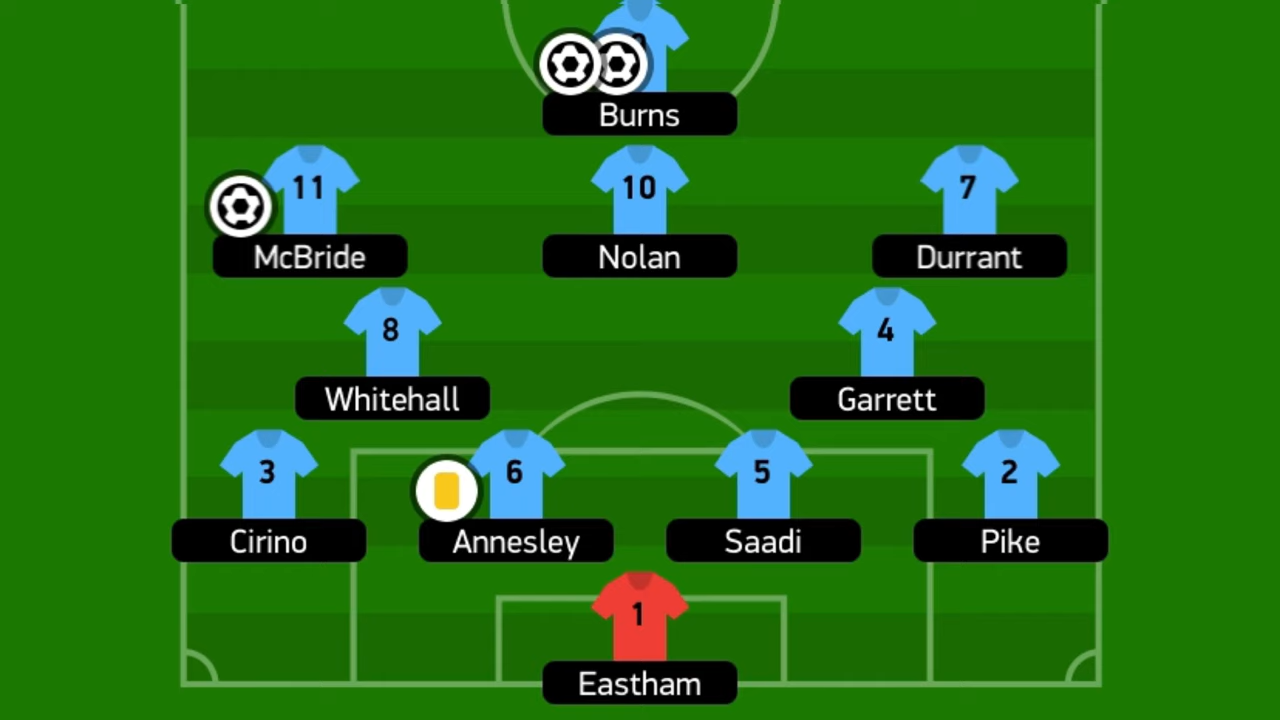 Burns
11 10 7
McBride Nolan Durrant
8 4
Whitehall Garrett
3 6 5 2
Cirino Annesley Saadi Pike
1
Eastham